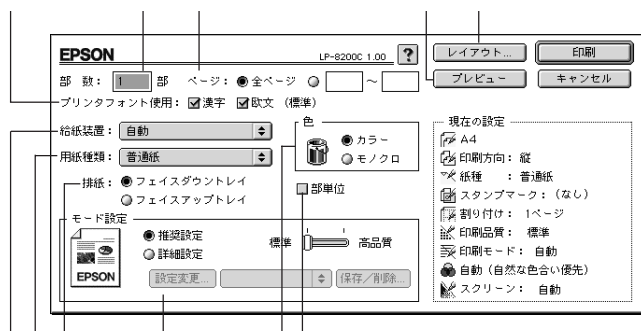 EPSON LP-8200C 1.00 ? レイアウト... 印刷
部 数： 1 部 ページ： 全ページ ～ プレビュー キャンセル
プリンタフォント使用： 漢字 欧文 (標準)
給紙装置： 自動
用紙種類： 普通紙
排紙： フェイスダウントレイ
フェイスアップトレイ
色
カラー
モノクロ
部単位
モード設定
EPSON
推奨設定
詳細設定
標準 高品質
設定変更... 保存／削除...
現在の設定
A4
印刷方向： 縦
紙種 ： 普通紙
スタンプマーク：（なし）
割り付け： 1ページ
印刷品質： 標準
印刷モード： 自動
自動（自然な色合い優先）
スクリーン： 自動